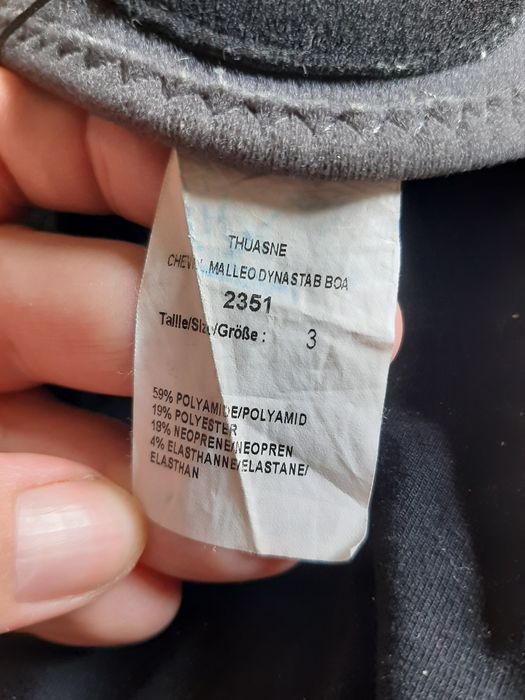 THUASNE
MALLEO DYNASTAB BOA
2351
Taille/Size/Größe : 3
59% POLYAMIDE/POLYAMID
19% POLYESTER
18% NEOPRENE/NEOPREN
4% ELASTHANNE/ELASTANE/
ELASTHAN